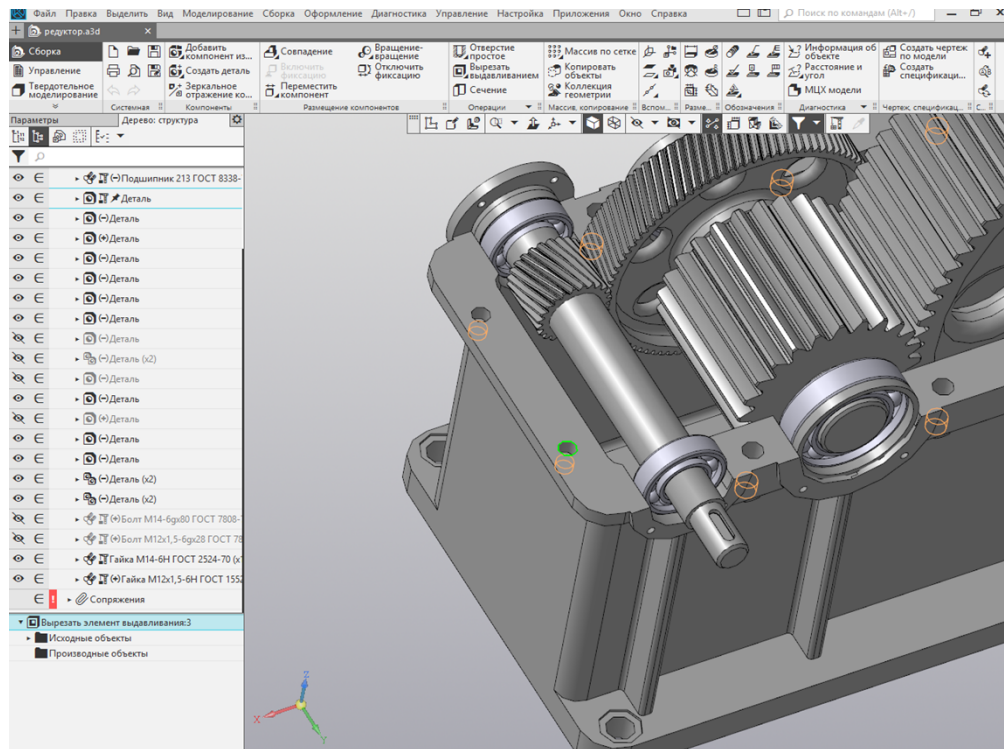 Файл Правка Выделить Вид Моделирование Сборка Оформление Диагностика Управление Настройка Приложения Окно Справка
Поиск по командам (Alt+/)
редуктор.a3d
Сборка
Управление
Твердотельное моделирование
Системная
Добавить компонент из...
Создать деталь
Зеркальное отражение ко...
Компоненты
Совпадение
Включить фиксацию
Переместить компонент
Вращение-вращение
Отключить фиксацию
Размещение компонентов
Отверстие простое
Вырезать выдавливанием
Сечение
Операции
Массив по сетке
Копировать объекты
Коллекция геометрии
Массив, копирование
Вспом...
Разме...
Обозначения
Информация об объекте
Расстояние и угол
МЦХ модели
Диагностика
Создать чертеж по модели
Создать спецификаци...
Чертеж, спецификац...
С...
Параметры
Дерево: структура
(-)Подшипник 213 ГОСТ 8338-
Деталь
(-)Деталь
(+)Деталь
(-)Деталь
(-)Деталь
(-)Деталь
(-)Деталь
(-)Деталь
(-)Деталь (x2)
(-)Деталь
(-)Деталь
(+)Деталь
(-)Деталь
(-)Деталь
(-)Деталь (x2)
(-)Деталь (x2)
(+)Болт М14-6gx80 ГОСТ 7808-
(+)Болт М12x1,5-6gx28 ГОСТ 78
Гайка М14-6Н ГОСТ 2524-70 (x
(+)Гайка М12x1,5-6Н ГОСТ 155
Сопряжения
Вырезать элемент выдавливания:3
Исходные объекты
Производные объекты
Z
X
Y